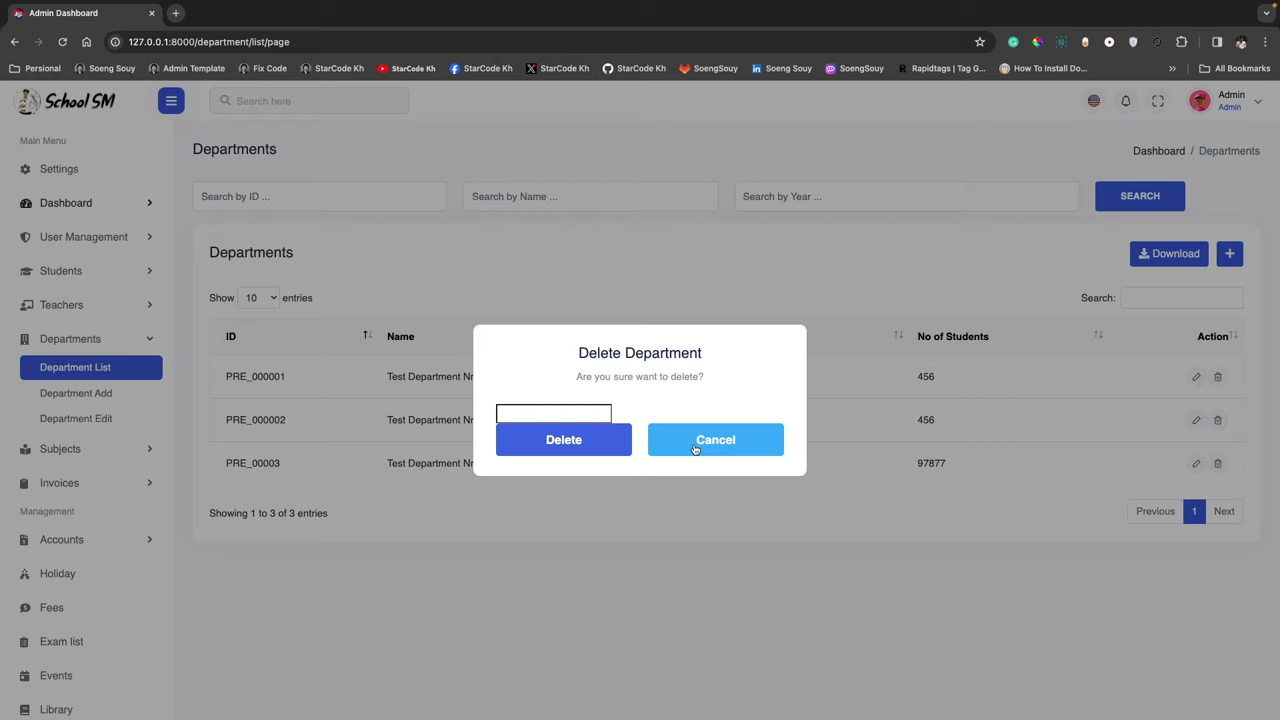 Admin Dashboard
127.0.0.1:8000/department/list/page
Persional Soeng Souy Admin Template Fix Code StarCode Kh StarCode Kh StarCode Kh StarCode Kh StarCode Kh SoengSouy Soeng Souy SoengSouy Rapidtags | Tag G... How To Install Do... All Bookmarks
School SM
Search here
Admin
Admin
Main Menu
Settings
Dashboard
User Management
Students
Teachers
Departments
Department List
Department Add
Department Edit
Subjects
Invoices
Management
Accounts
Holiday
Fees
Exam list
Events
Library
Departments
Dashboard / Departments
Search by ID ... Search by Name ... Search by Year ... SEARCH
Departments
Download
Show 10 entries
Search:
ID Name No of Students Action
PRE_000001 Test Department 456
PRE_000002 Test Department 456
PRE_00003 Test Department 97877
Showing 1 to 3 of 3 entries
Previous 1 Next
Delete Department
Are you sure want to delete?
Delete Cancel